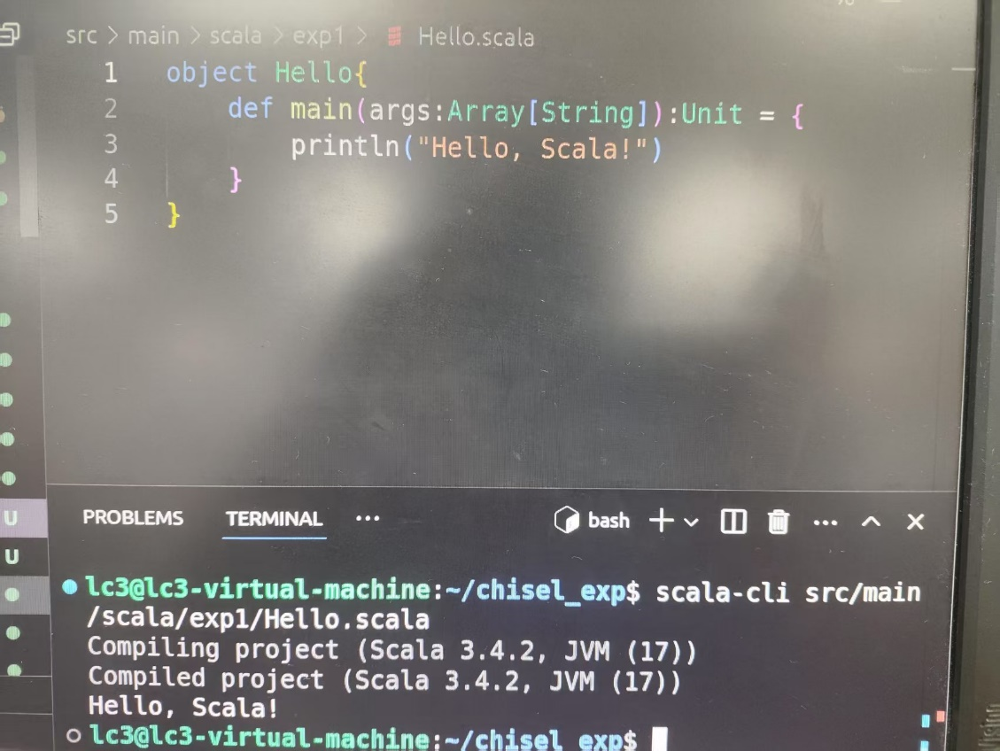 src > main > scala > exp1 > Hello.scala
1 object Hello{
2     def main(args:Array[String]):Unit = {
3         println("Hello, Scala!")
4     }
5 }
U
U
PROBLEMS TERMINAL ··· bash
lc3@lc3-virtual-machine:~/chisel_exp$ scala-cli src/main
/scala/exp1/Hello.scala
Compiling project (Scala 3.4.2, JVM (17))
Compiled project (Scala 3.4.2, JVM (17))
Hello, Scala!
lc3@lc3-virtual-machine:~/chisel_exp$